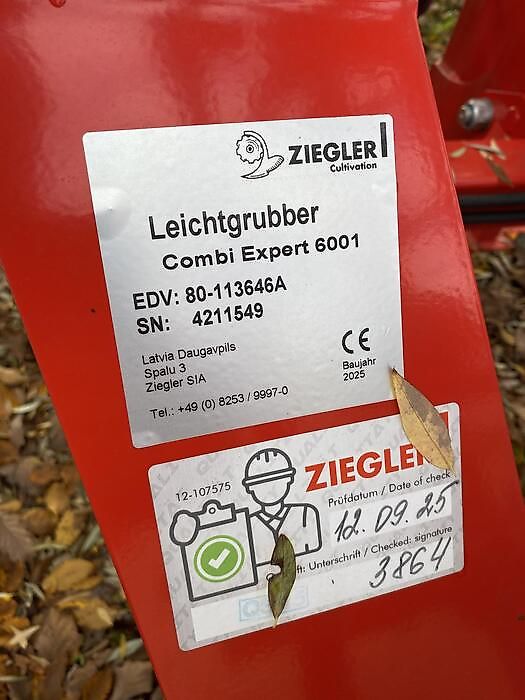 ZIEGLER
Cultivation
Leichtgrubber
Combi Expert 6001
EDV: 80-113646A
SN: 4211549
Latvia Daugavpils
Spalu 3
Ziegler SIA
Tel.: +49 (0) 8253 / 9997-0
CE
Baujahr
2025
ZIEGLER
12-107575
Prüfdatum / Date of check
12.09.25
Unterschrift / Checked: signature
3864